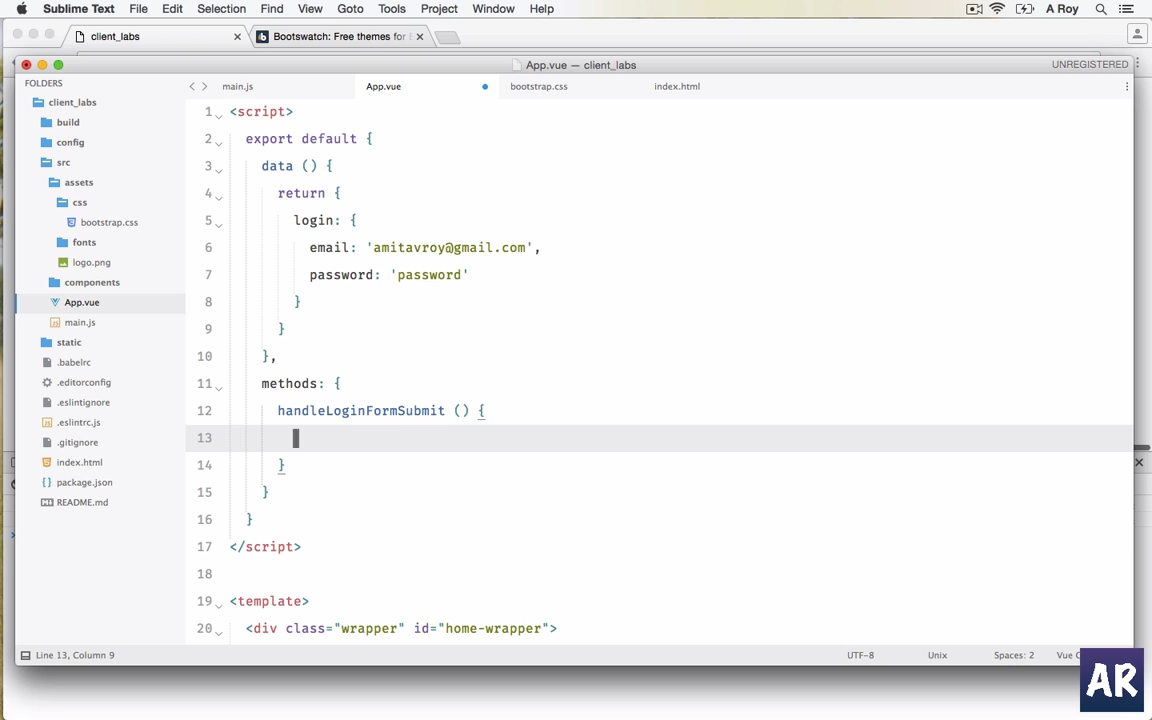 Sublime Text File Edit Selection Find View Goto Tools Project Window Help A Roy
client_labs Bootswatch: Free themes for
App.vue — client_labs UNREGISTERED
FOLDERS
client_labs
build
config
src
assets
css
bootstrap.css
fonts
logo.png
components
App.vue
main.js
static
.babelrc
.editorconfig
.eslintignore
.eslintrc.js
.gitignore
index.html
package.json
README.md
main.js App.vue bootstrap.css index.html
1 <script>
2 export default {
3 data () {
4 return {
5 login: {
6 email: 'amitavroy@gmail.com',
7 password: 'password'
8 }
9 }
10 },
11 methods: {
12 handleLoginFormSubmit () {
13
14 }
15 }
16 }
17 </script>
18
19 <template>
20 <div class="wrapper" id="home-wrapper">
Line 13, Column 9 UTF-8 Unix Spaces: 2 Vue
AR